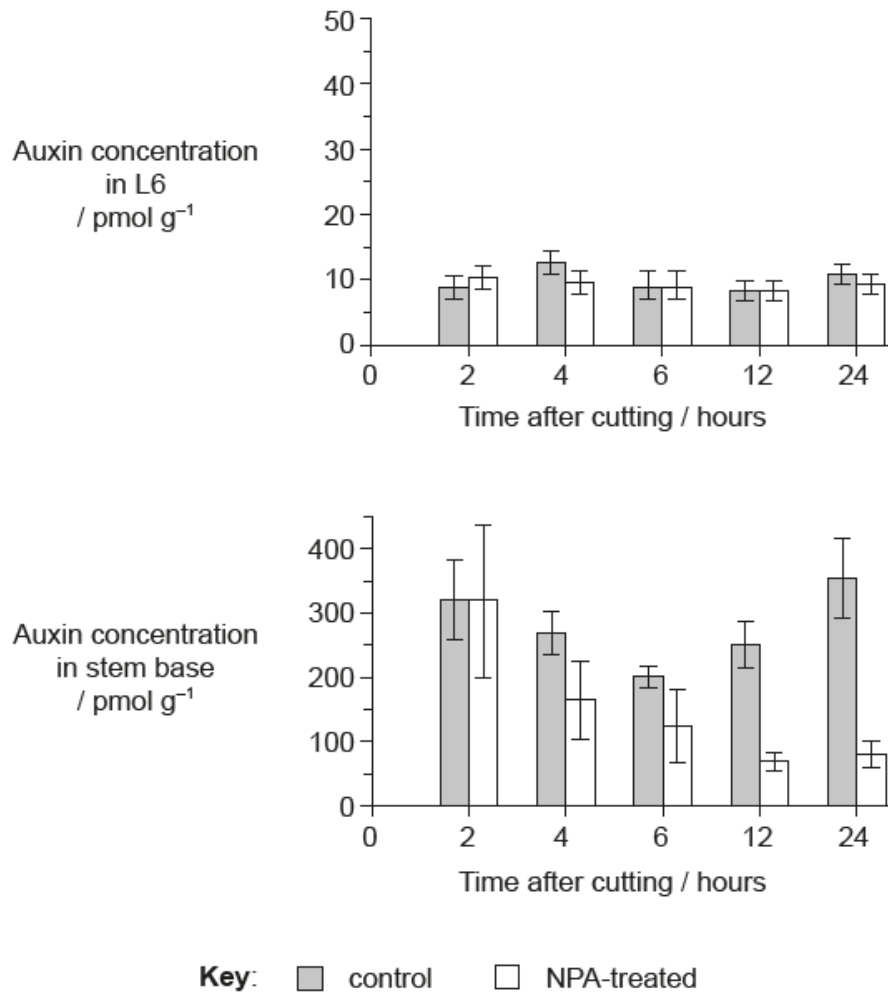 50
40
30
20
10
0
Auxin concentration
in L6
/ pmol g⁻¹
0 2 4 6 12 24
Time after cutting / hours
400
300
200
100
0
Auxin concentration
in stem base
/ pmol g⁻¹
0 2 4 6 12 24
Time after cutting / hours
Key: control NPA-treated